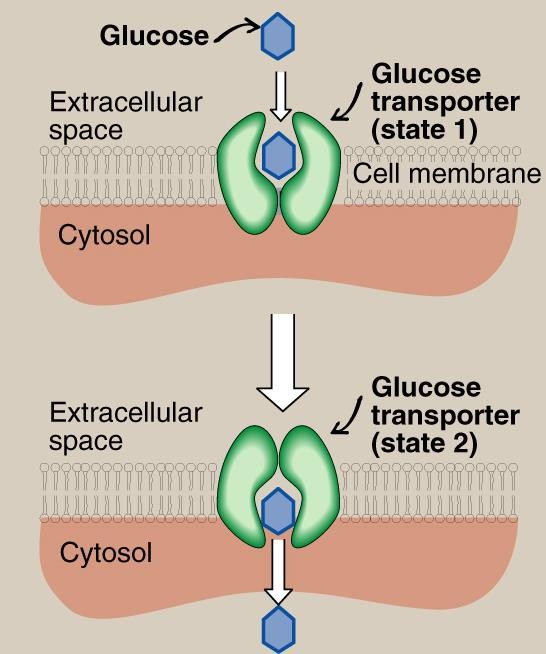 Glucose
Glucose
transporter
(state 1)
Extracellular
space
Cell membrane
Cytosol
Glucose
transporter
(state 2)
Extracellular
space
Cytosol